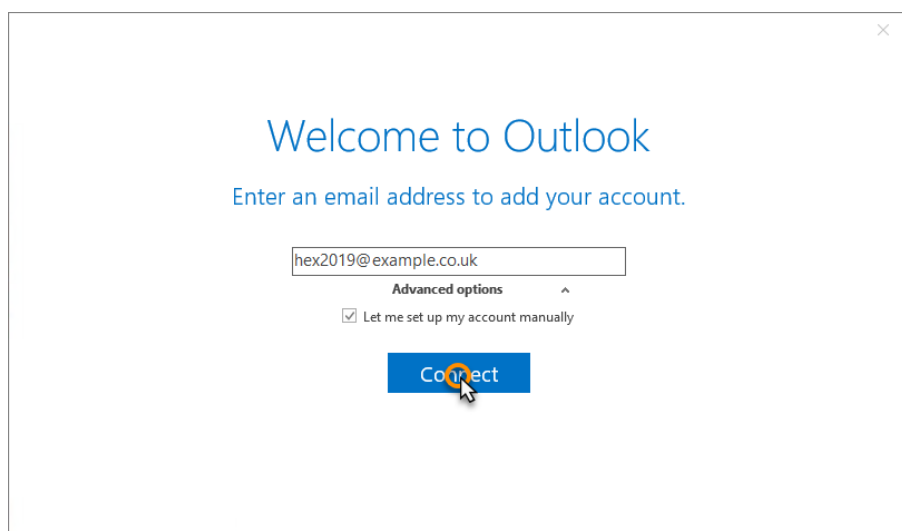 Welcome to Outlook
Enter an email address to add your account.
hex2019@example.co.uk
Advanced options
Let me set up my account manually
Connect